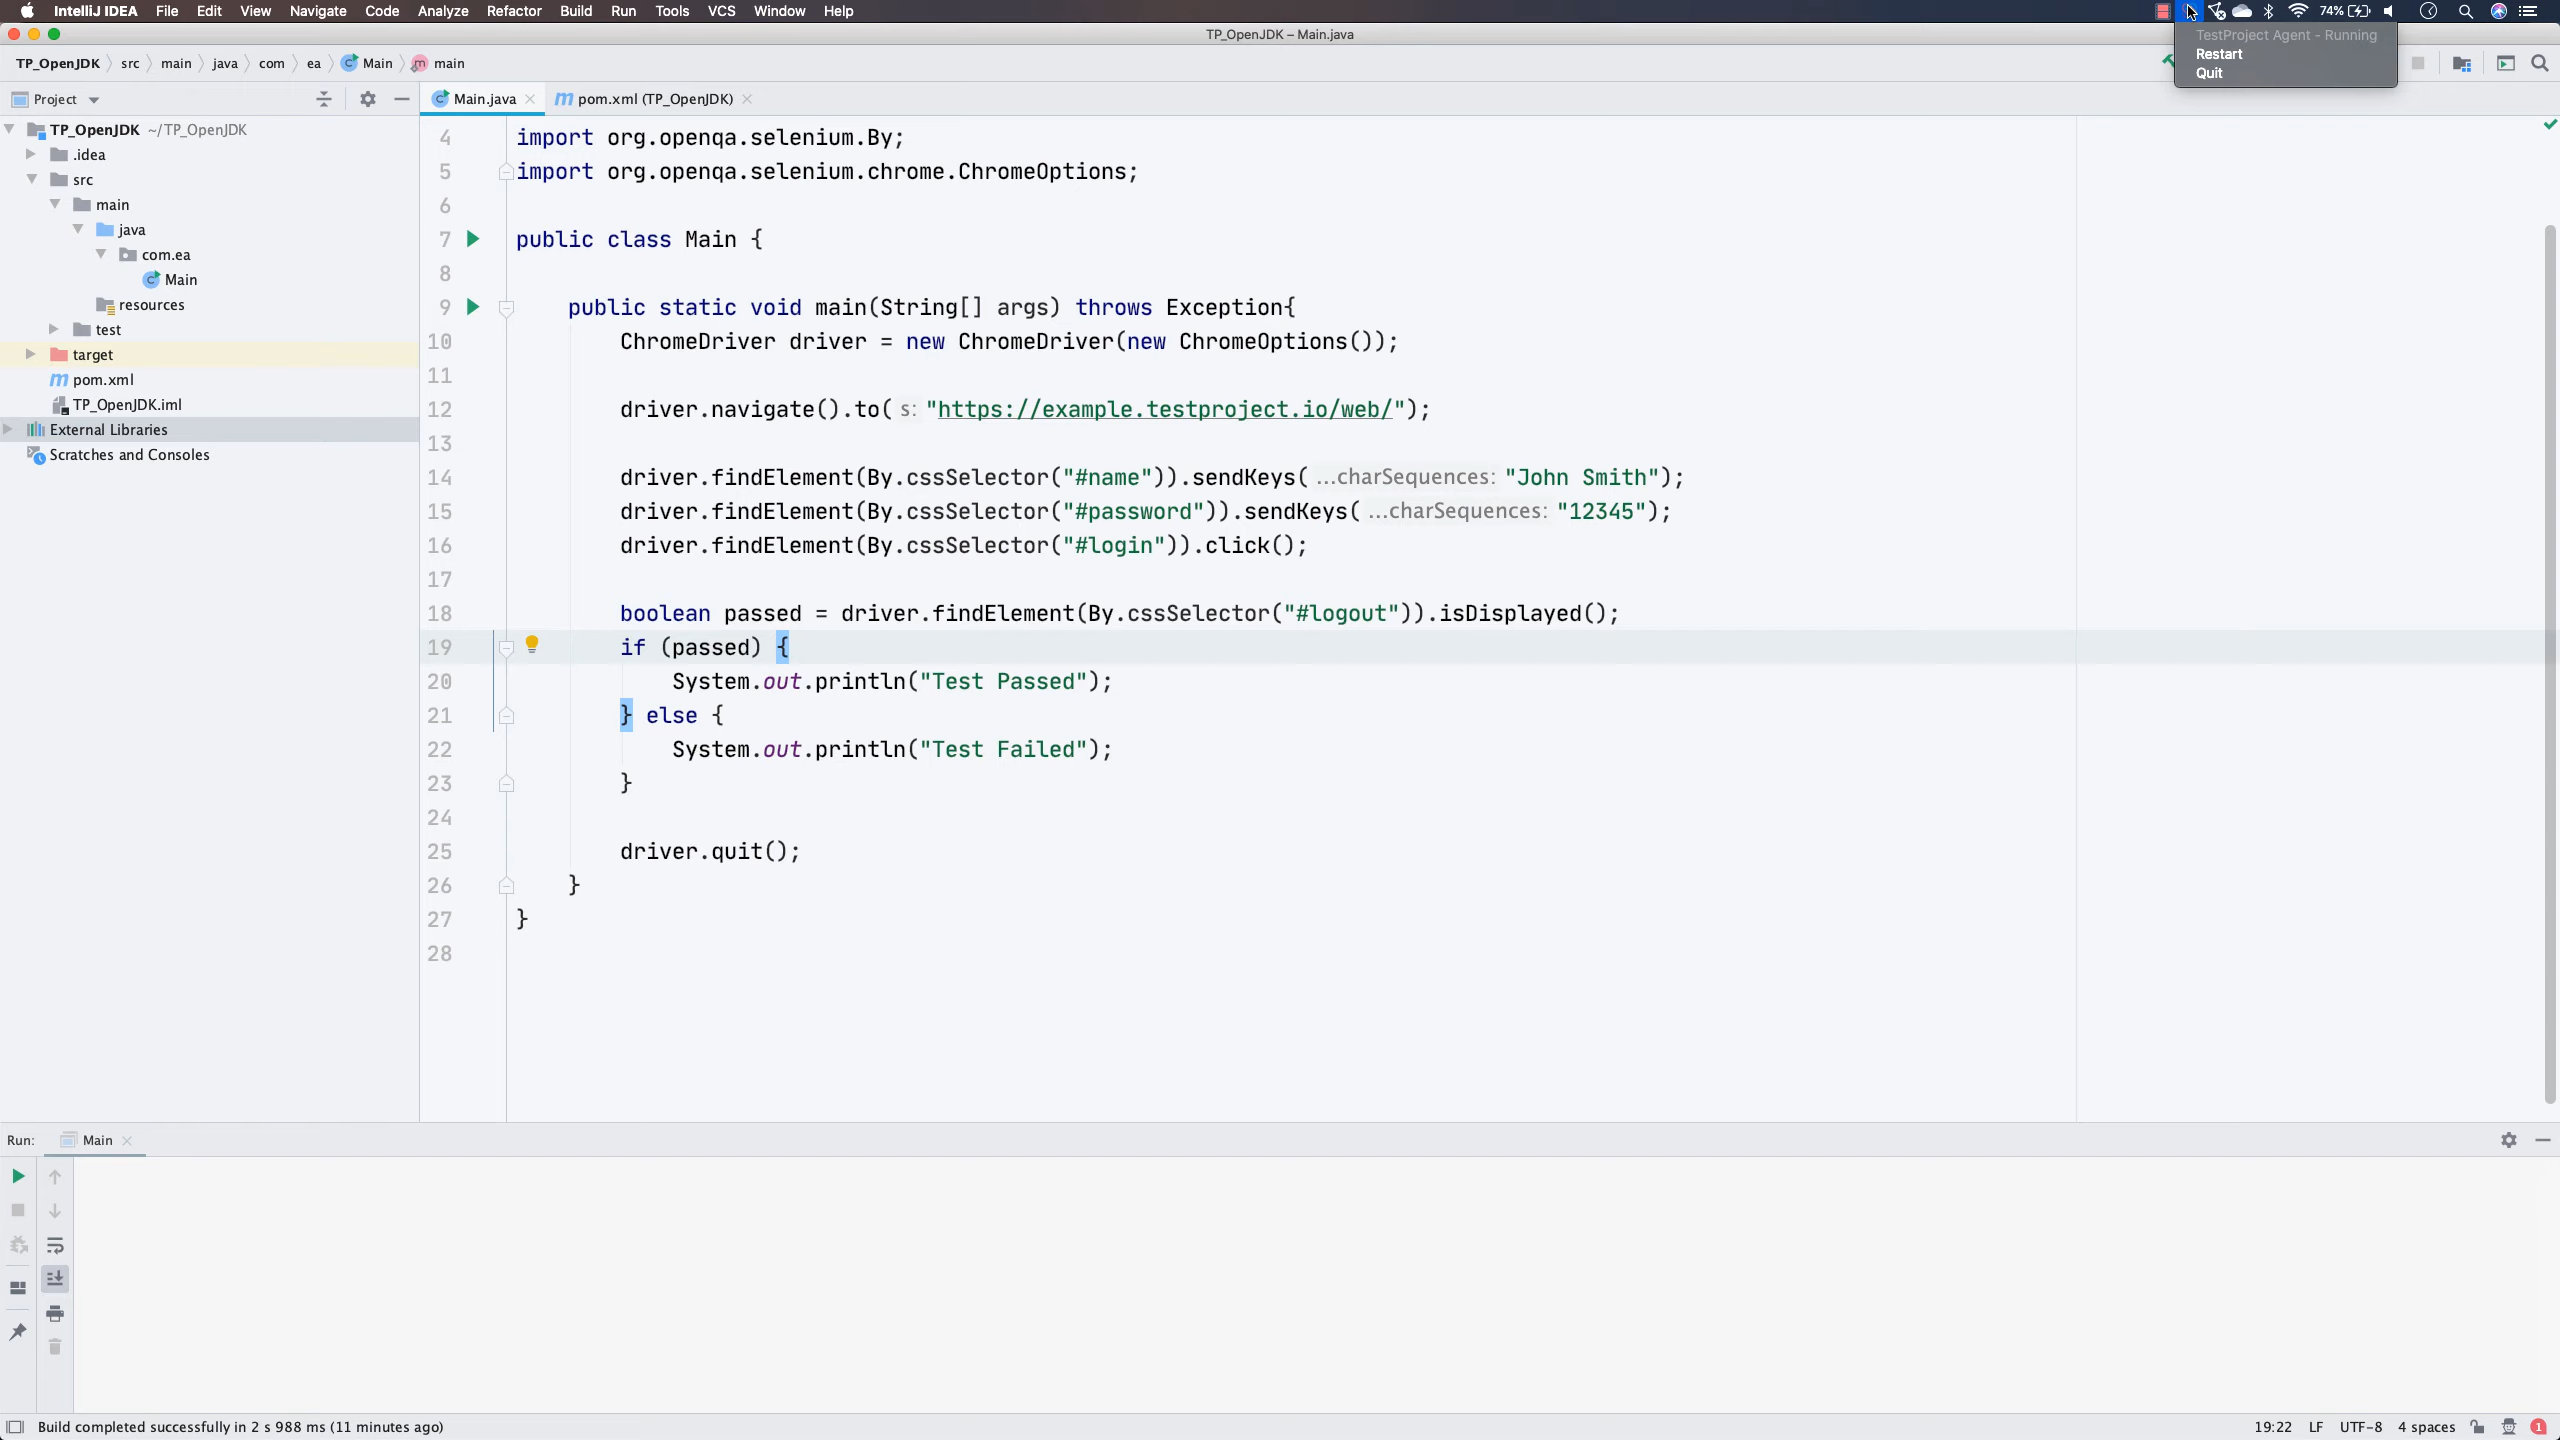 IntelliJ IDEA File Edit View Navigate Code Analyze Refactor Build Run Tools VCS Window Help 74%
TP_OpenJDK – Main.java
TestProject Agent - Running
Restart
Quit
TP_OpenJDK src main java com ea Main main
Project
Main.java pom.xml (TP_OpenJDK)
TP_OpenJDK ~/TP_OpenJDK
.idea
src
main
java
com.ea
Main
resources
test
target
pom.xml
TP_OpenJDK.iml
External Libraries
Scratches and Consoles
4 import org.openqa.selenium.By;
5 import org.openqa.selenium.chrome.ChromeOptions;
6
7 public class Main {
8
9 public static void main(String[] args) throws Exception{
10 ChromeDriver driver = new ChromeDriver(new ChromeOptions());
11
12 driver.navigate().to( s: "https://example.testproject.io/web/");
13
14 driver.findElement(By.cssSelector("#name")).sendKeys( ...charSequences: "John Smith");
15 driver.findElement(By.cssSelector("#password")).sendKeys( ...charSequences: "12345");
16 driver.findElement(By.cssSelector("#login")).click();
17
18 boolean passed = driver.findElement(By.cssSelector("#logout")).isDisplayed();
19 if (passed) {
20 System.out.println("Test Passed");
21 } else {
22 System.out.println("Test Failed");
23 }
24
25 driver.quit();
26 }
27 }
28
Run: Main
Build completed successfully in 2 s 988 ms (11 minutes ago) 19:22 LF UTF-8 4 spaces 1